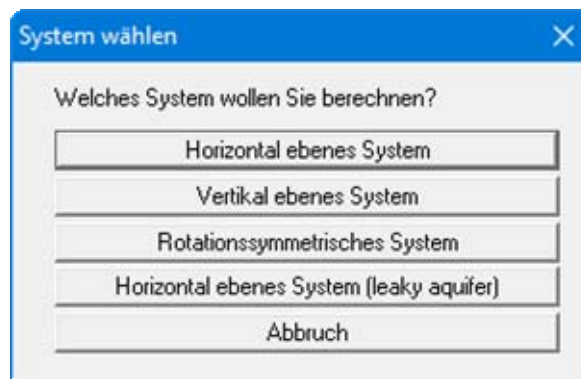 System wählen
Welches System wollen Sie berechnen?
Horizontal ebenes System
Vertikal ebenes System
Rotationssymmetrisches System
Horizontal ebenes System (leaky aquifer)
Abbruch